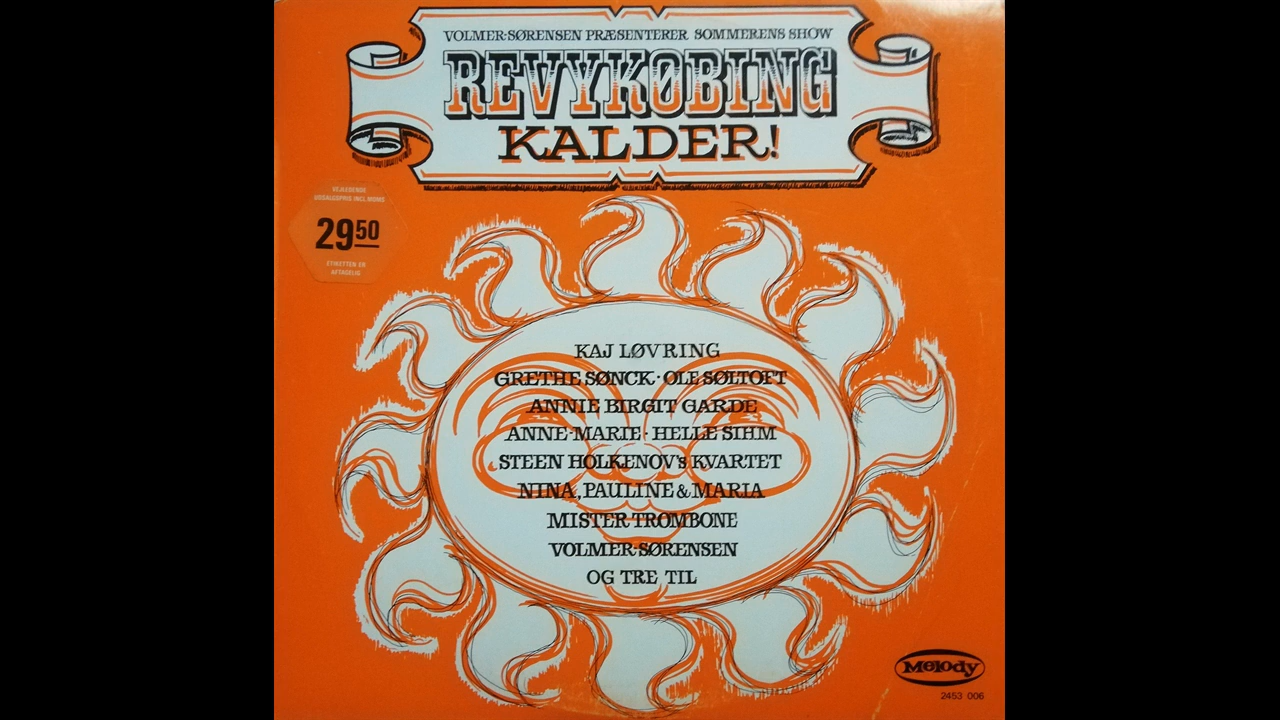 VOLMER-SØRENSEN PRÆSENTERER SOMMERENS SHOW
REVYKØBING
KALDER!
VEJLEDENDE
UDSALGSPRIS INCL. MOMS
29 50
ETIKETTEN ER
AFTAGELIG
KAJ LØVRING
GRETHE SØNCK · OLE SØLTOFT
ANNIE BIRGIT GARDE
ANNE-MARIE · HELLE SIHM
STEEN HOLKENOV's KVARTET
NINA, PAULINE & MARIA
MISTER TROMBONE
VOLMER-SØRENSEN
OG TRE TIL
Melody
2453 006